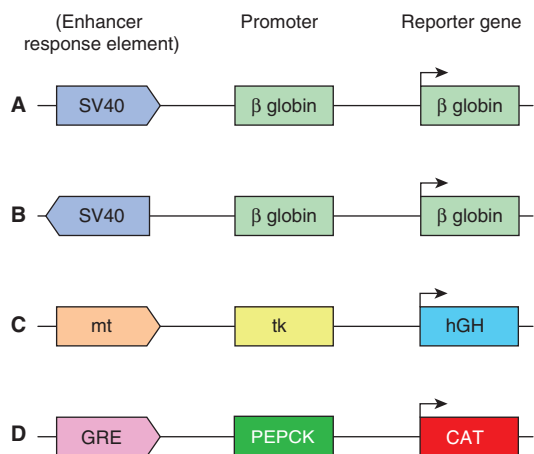 (Enhancer response element) Promoter Reporter gene
A SV40 β globin β globin
B SV40 β globin β globin
C mt tk hGH
D GRE PEPCK CAT